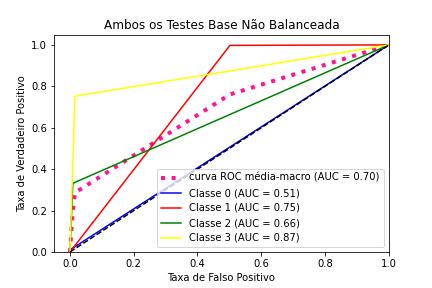 Ambos os Testes Base Não Balanceada
Taxa de Verdadeiro Positivo
1.0
0.8
0.6
0.4
0.2
0.0
curva ROC média-macro (AUC = 0.70)
Classe 0 (AUC = 0.51)
Classe 1 (AUC = 0.75)
Classe 2 (AUC = 0.66)
Classe 3 (AUC = 0.87)
0.0 0.2 0.4 0.6 0.8 1.0
Taxa de Falso Positivo